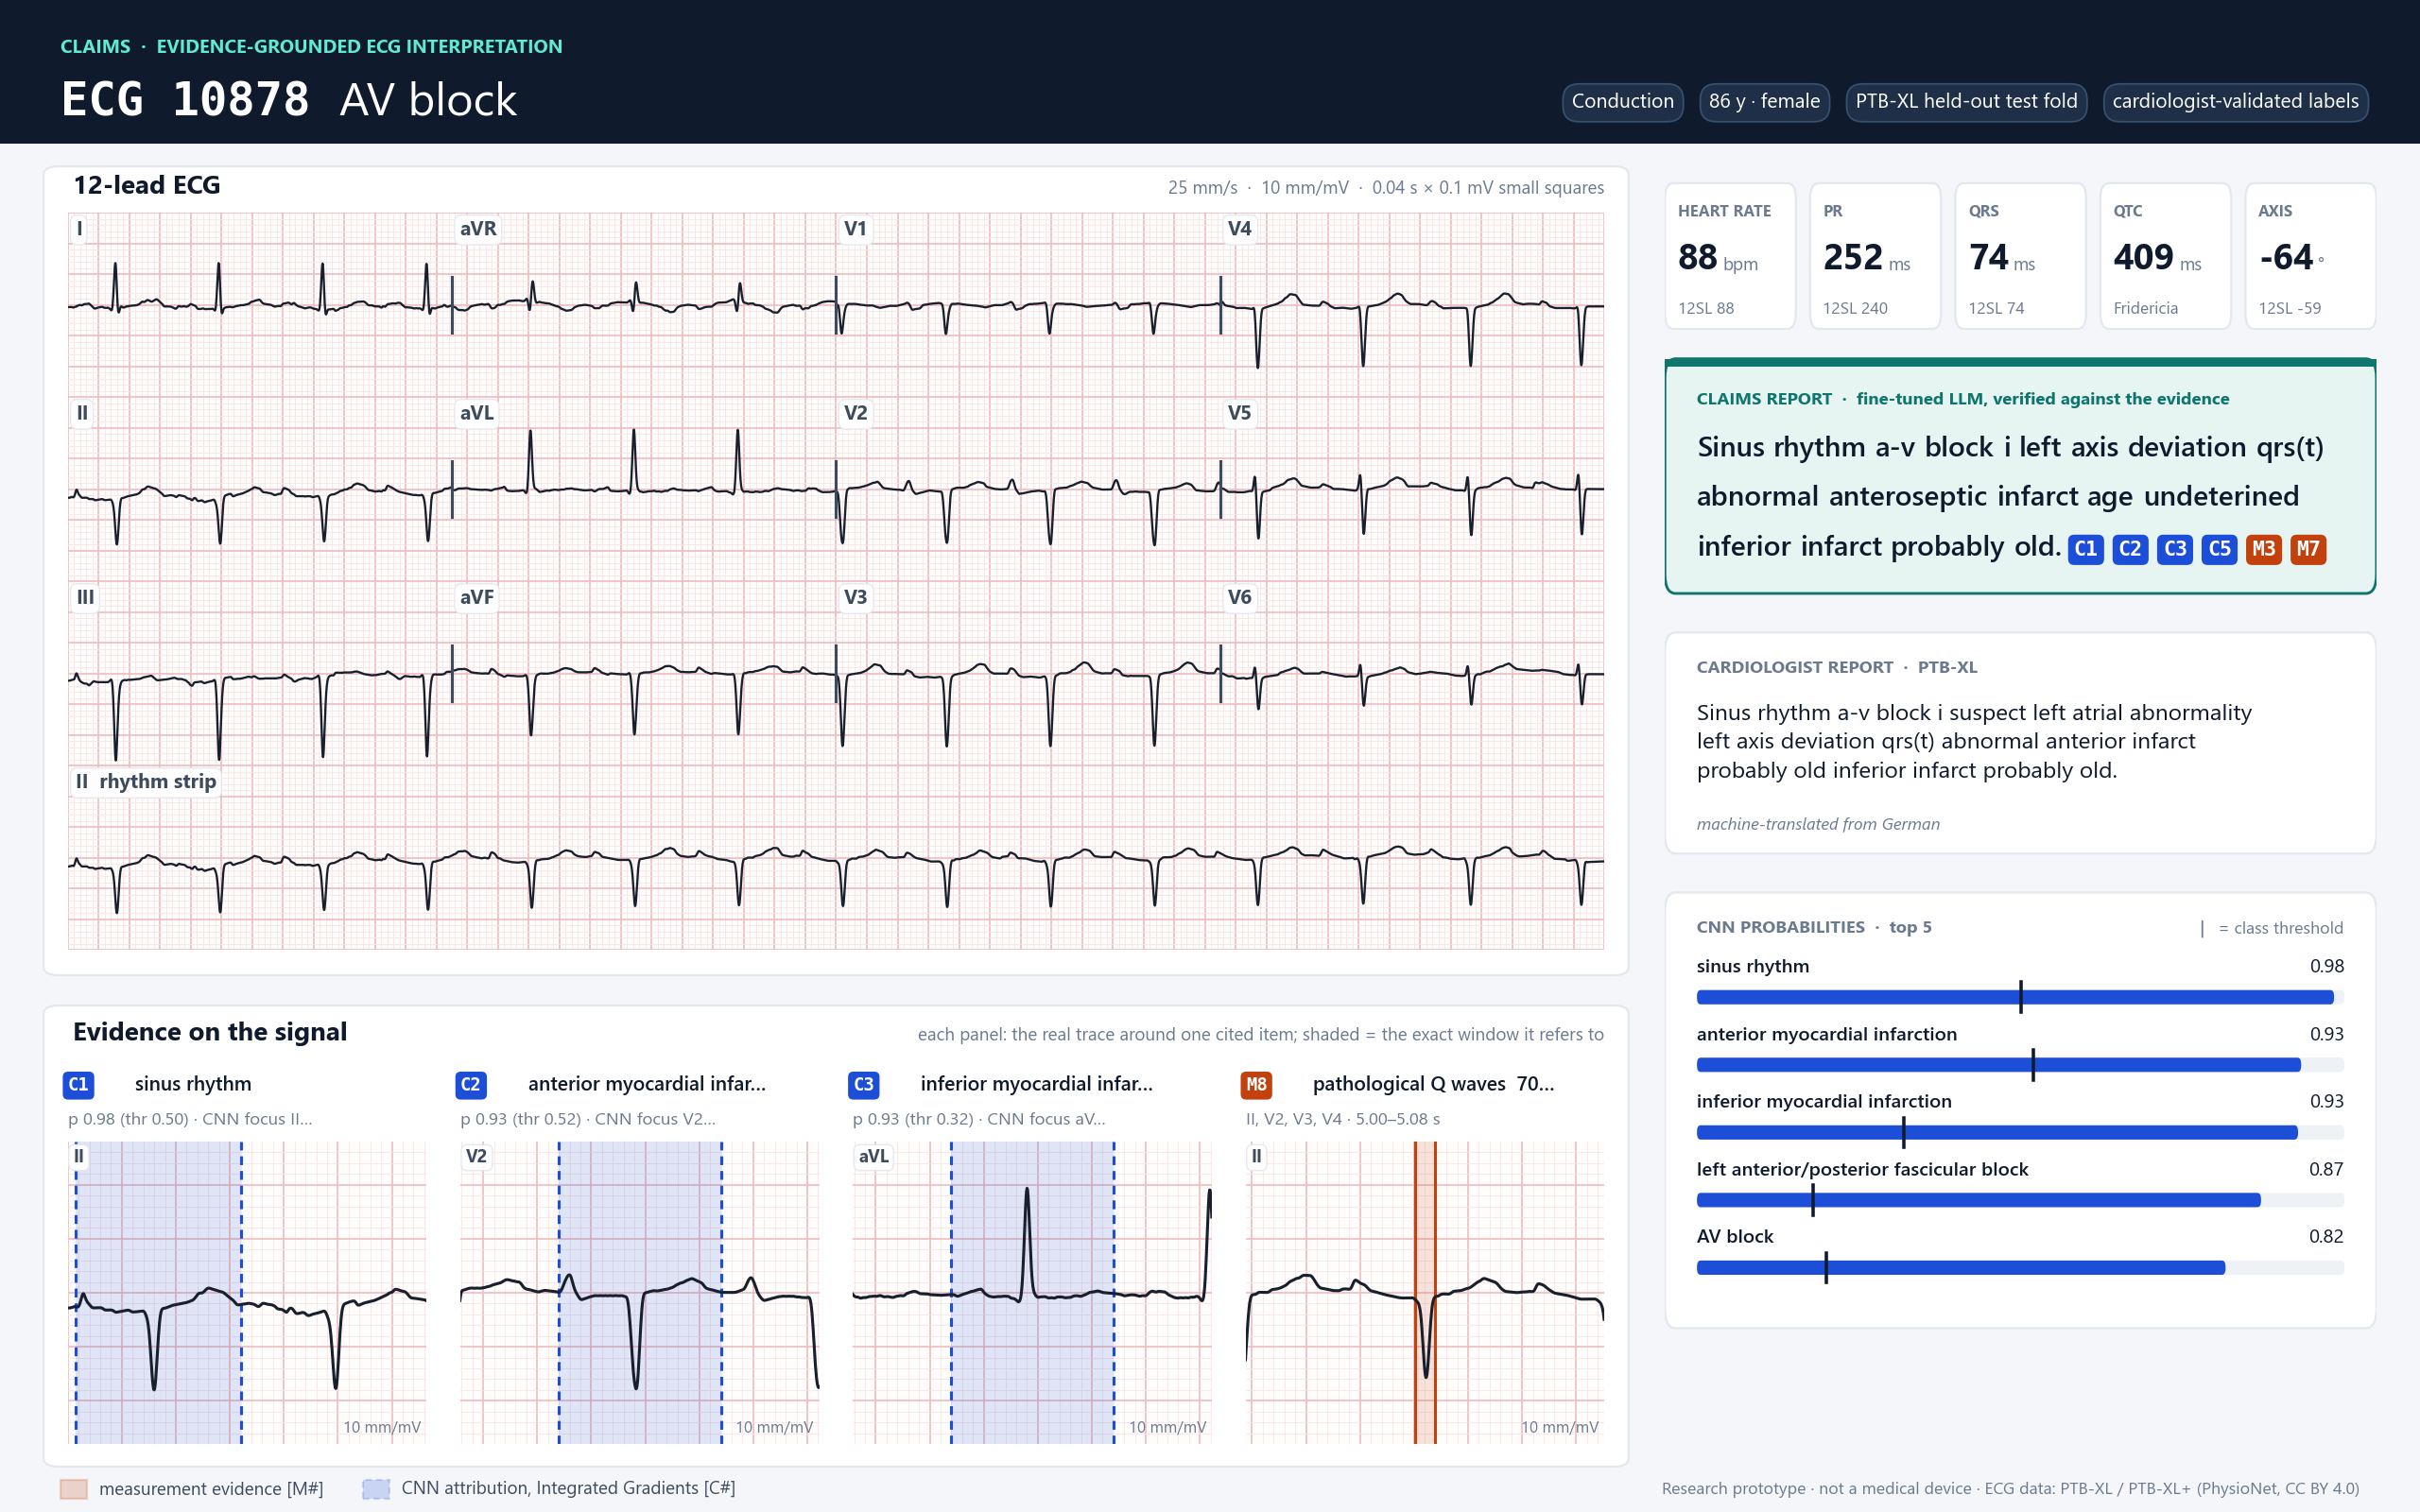 CLAIMS · EVIDENCE-GROUNDED ECG INTERPRETATION
ECG 10878 AV block
Conduction
86 y · female
PTB-XL held-out test fold
cardiologist-validated labels
12-lead ECG
25 mm/s · 10 mm/mV · 0.04 s × 0.1 mV small squares
I aVR V1 V4
II aVL V2 V5
III aVF V3 V6
II rhythm strip
HEART RATE
88 bpm
12SL 88
PR
252 ms
12SL 240
QRS
74 ms
12SL 74
QTC
409 ms
Fridericia
AXIS
-64 °
12SL -59
CLAIMS REPORT · fine-tuned LLM, verified against the evidence
Sinus rhythm a-v block i left axis deviation qrs(t)
abnormal anteroseptic infarct age undeterined
inferior infarct probably old. C1 C2 C3 C5 M3 M7
CARDIOLOGIST REPORT · PTB-XL
Sinus rhythm a-v block i suspect left atrial abnormality
left axis deviation qrs(t) abnormal anterior infarct
probably old inferior infarct probably old.
machine-translated from German
CNN PROBABILITIES · top 5
| = class threshold
sinus rhythm 0.98
anterior myocardial infarction 0.93
inferior myocardial infarction 0.93
left anterior/posterior fascicular block 0.87
AV block 0.82
Evidence on the signal
each panel: the real trace around one cited item; shaded = the exact window it refers to
C1 sinus rhythm
p 0.98 (thr 0.50) · CNN focus II...
II
10 mm/mV
C2 anterior myocardial infar...
p 0.93 (thr 0.52) · CNN focus V2...
V2
10 mm/mV
C3 inferior myocardial infar...
p 0.93 (thr 0.32) · CNN focus aV...
aVL
10 mm/mV
M8 pathological Q waves 70...
II, V2, V3, V4 · 5.00–5.08 s
II
10 mm/mV
measurement evidence [M#]
CNN attribution, Integrated Gradients [C#]
Research prototype · not a medical device · ECG data: PTB-XL / PTB-XL+ (PhysioNet, CC BY 4.0)